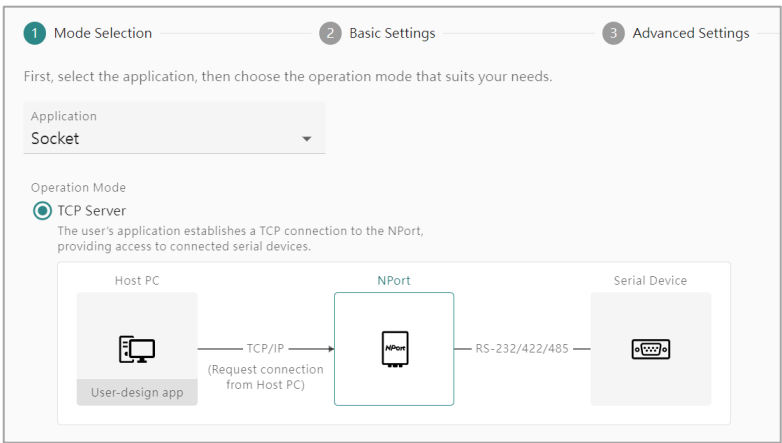 1 Mode Selection 2 Basic Settings 3 Advanced Settings
First, select the application, then choose the operation mode that suits your needs.
Application
Socket
Operation Mode
TCP Server
The user's application establishes a TCP connection to the NPort,
providing access to connected serial devices.
Host PC NPort Serial Device
NPort
TCP/IP RS-232/422/485
(Request connection
from Host PC)
User-design app